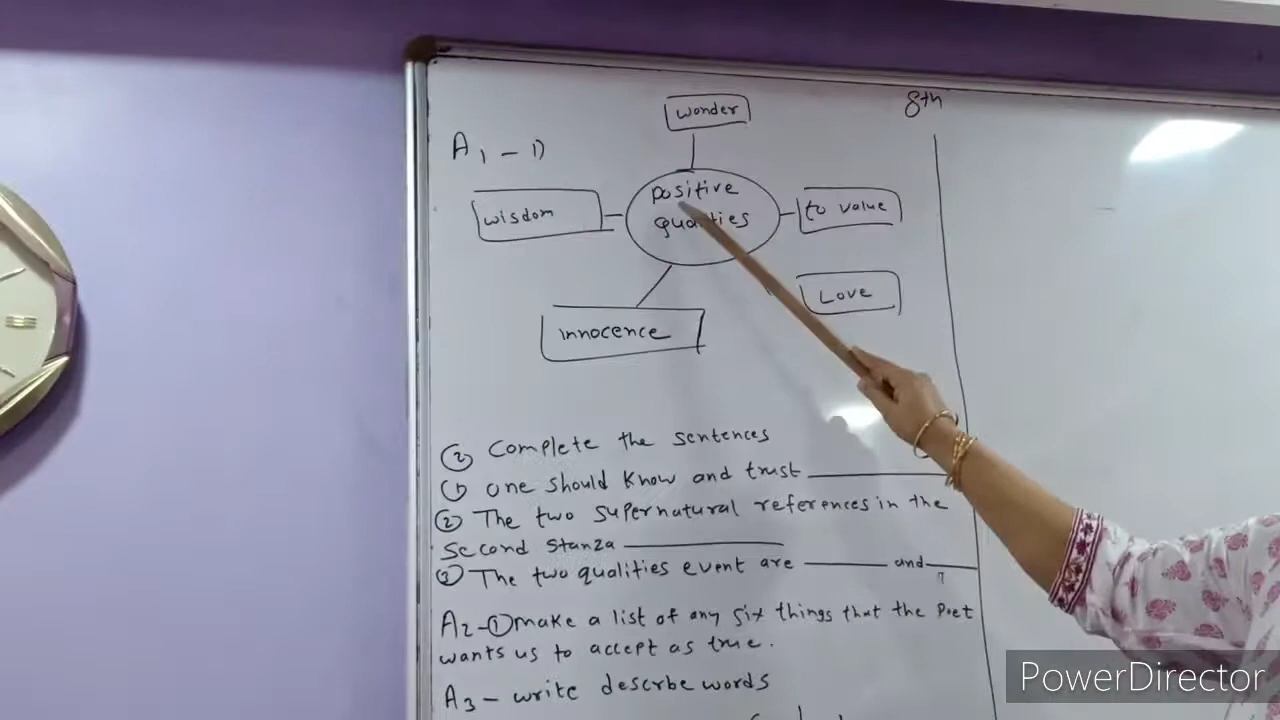 8th
wonder
A1 - 1)
positive
qualities
wisdom
to value
Love
innocence
② Complete the sentences
① one should know and trust
② The two supernatural references in the
second stanza
③ The two qualities event are and
A2-① make a list of any six things that the Poet
wants us to accept as true.
A3 - write descrbe words
PowerDirector